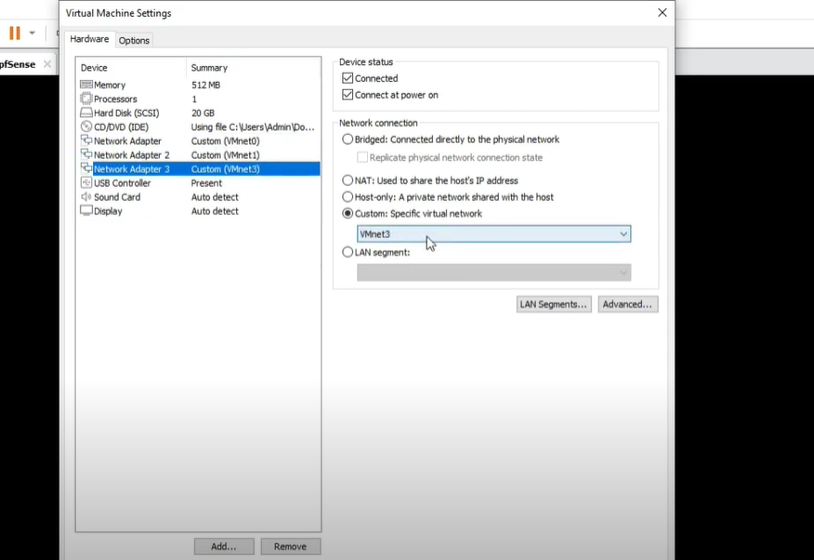 Virtual Machine Settings
pfSense
Hardware Options
Device Summary
Memory 512 MB
Processors 1
Hard Disk (SCSI) 20 GB
CD/DVD (IDE) Using file C:\Users\Admin\Do...
Network Adapter Custom (VMnet0)
Network Adapter 2 Custom (VMnet1)
Network Adapter 3 Custom (VMnet3)
USB Controller Present
Sound Card Auto detect
Display Auto detect
Add... Remove
Device status
Connected
Connect at power on
Network connection
Bridged: Connected directly to the physical network
Replicate physical network connection state
NAT: Used to share the host's IP address
Host-only: A private network shared with the host
Custom: Specific virtual network
VMnet3
LAN segment:
LAN Segments... Advanced...